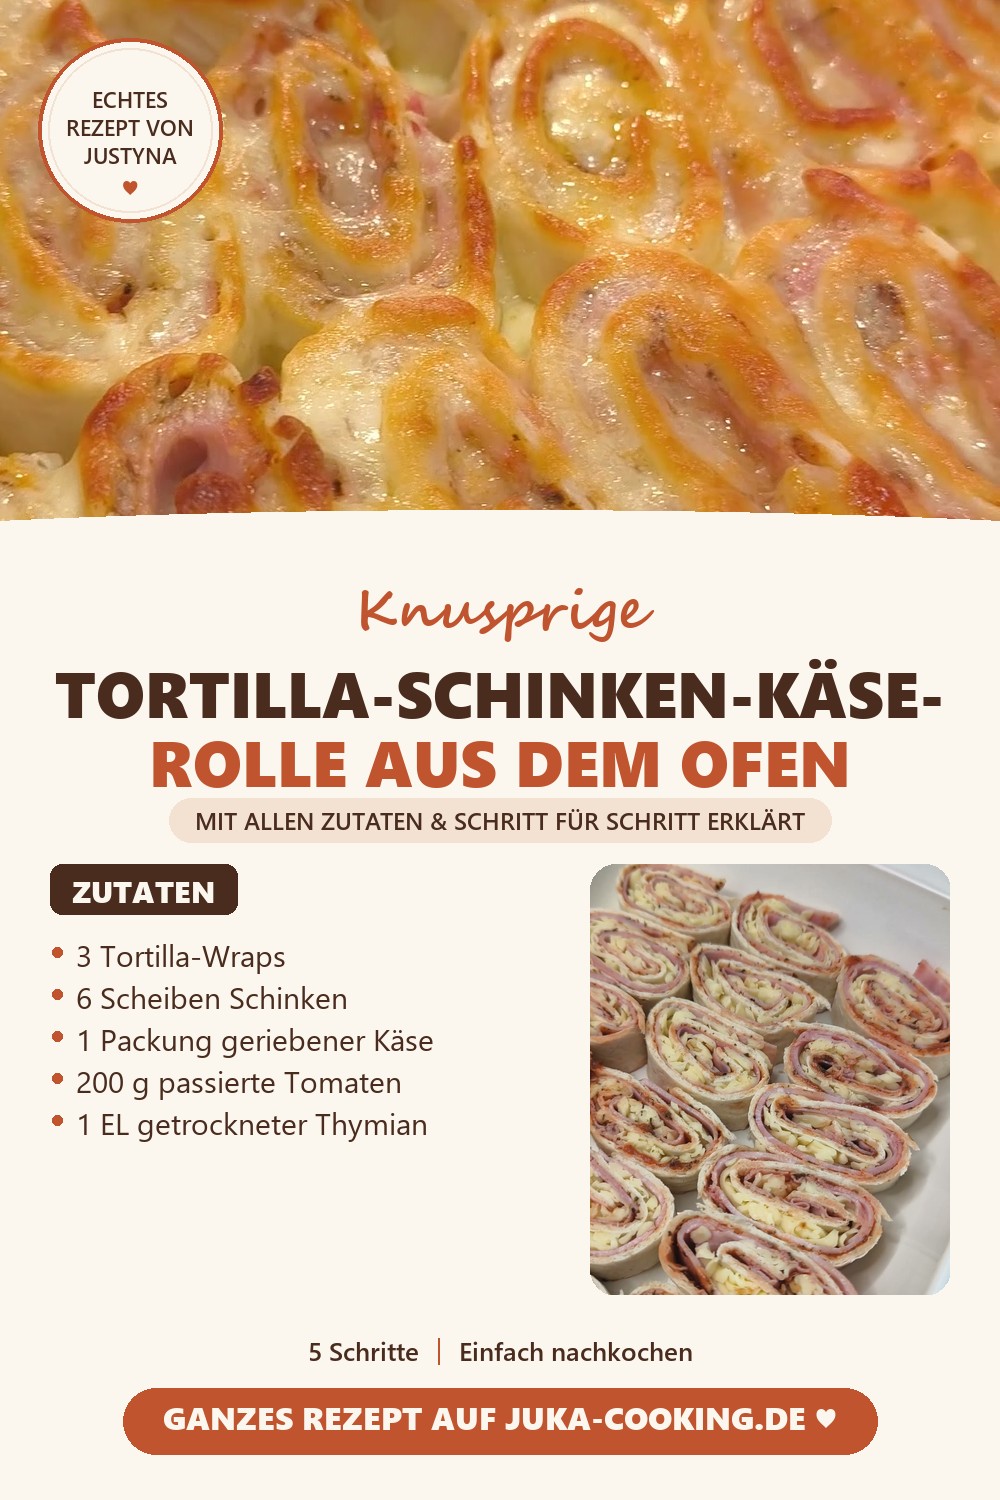 ECHTES
REZEPT VON
JUSTYNA
Knusprige
TORTILLA-SCHINKEN-KÄSE-
ROLLE AUS DEM OFEN
MIT ALLEN ZUTATEN & SCHRITT FÜR SCHRITT ERKLÄRT
ZUTATEN
• 3 Tortilla-Wraps
• 6 Scheiben Schinken
• 1 Packung geriebener Käse
• 200 g passierte Tomaten
• 1 EL getrockneter Thymian
5 Schritte | Einfach nachkochen
GANZES REZEPT AUF JUKA-COOKING.DE ♥